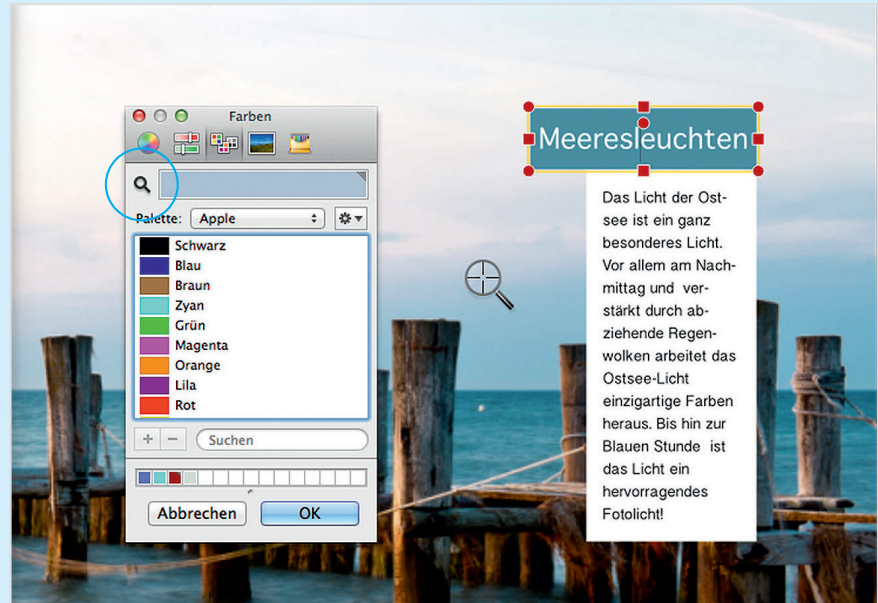 Farben
Palette: Apple
Schwarz
Blau
Braun
Zyan
Grün
Magenta
Orange
Lila
Rot
Suchen
Abbrechen OK
Meeresleuchten
Das Licht der Ost-
see ist ein ganz
besonderes Licht.
Vor allem am Nach-
mittag und ver-
stärkt durch ab-
ziehende Regen-
wolken arbeitet das
Ostsee-Licht
einzigartige Farben
heraus. Bis hin zur
Blauen Stunde ist
das Licht ein
hervorragendes
Fotolicht!